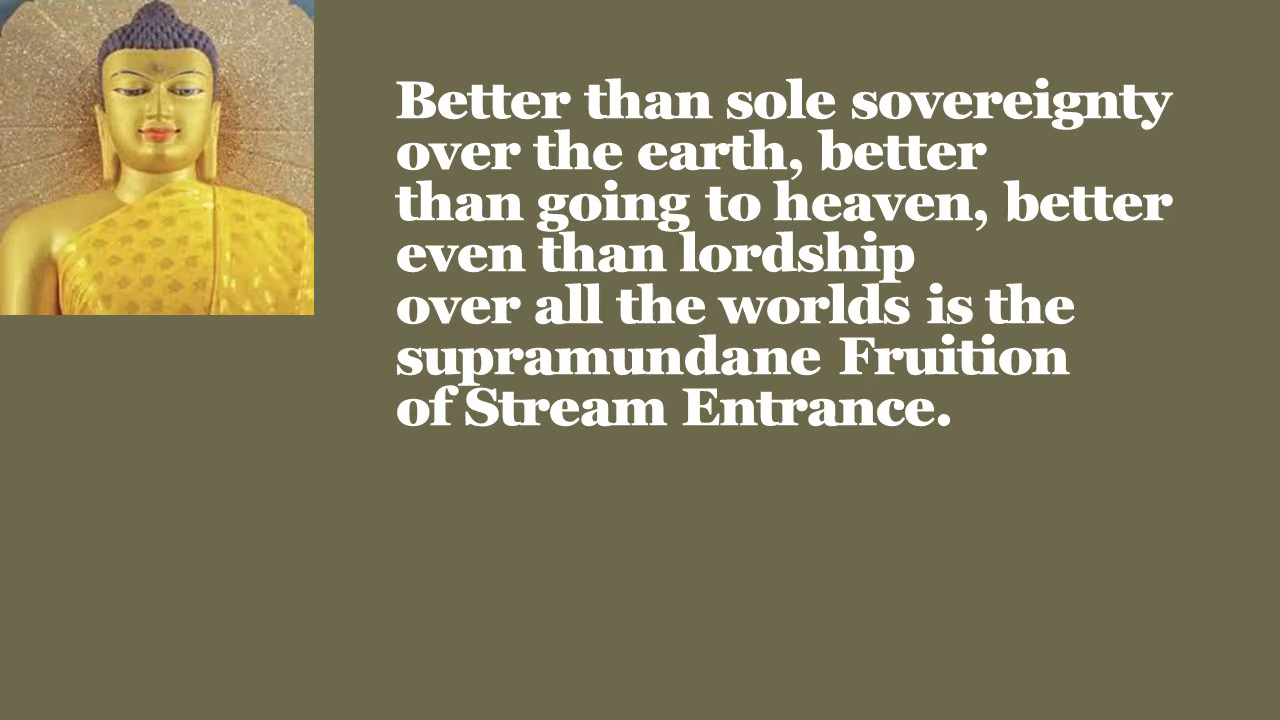 Better than sole sovereignty
over the earth, better
than going to heaven, better
even than lordship
over all the worlds is the
supramundane Fruition
of Stream Entrance.